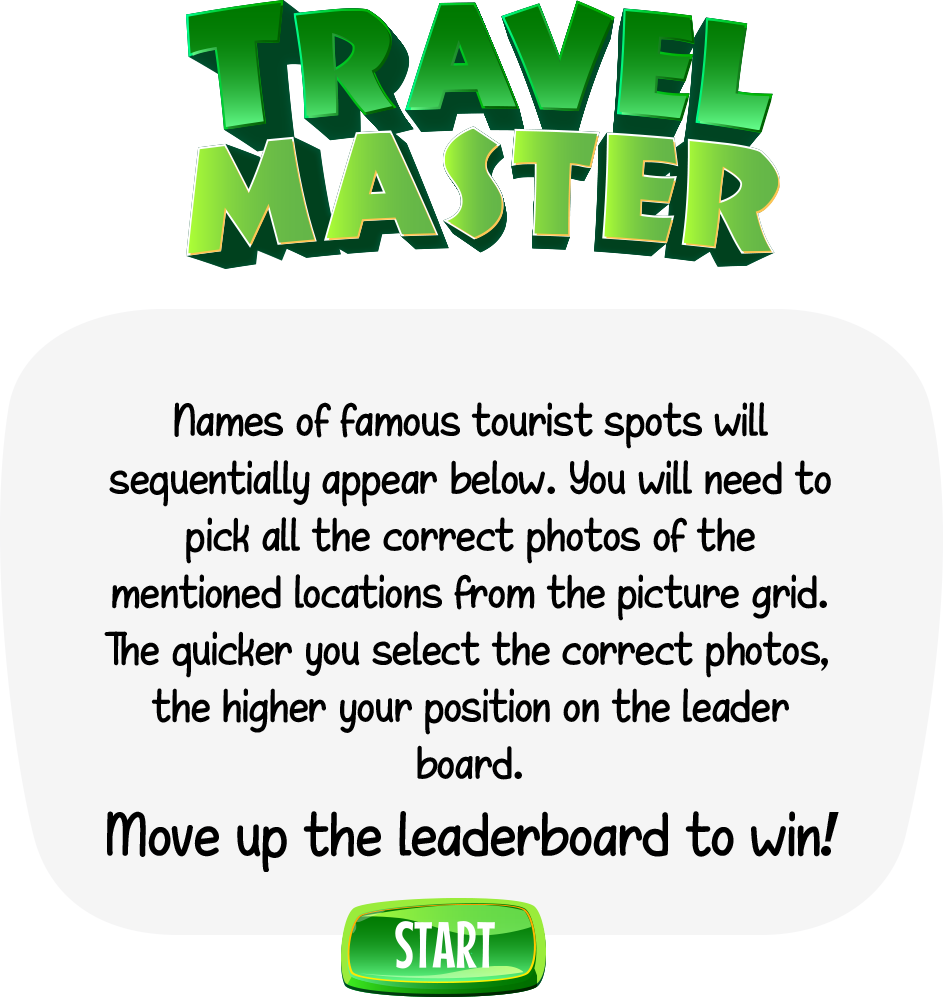 TRAVEL
MASTER
Names of famous tourist spots will
sequentially appear below. You will need to
pick all the correct photos of the
mentioned locations from the picture grid.
The quicker you select the correct photos,
the higher your position on the leader
board.
Move up the leaderboard to win!
START